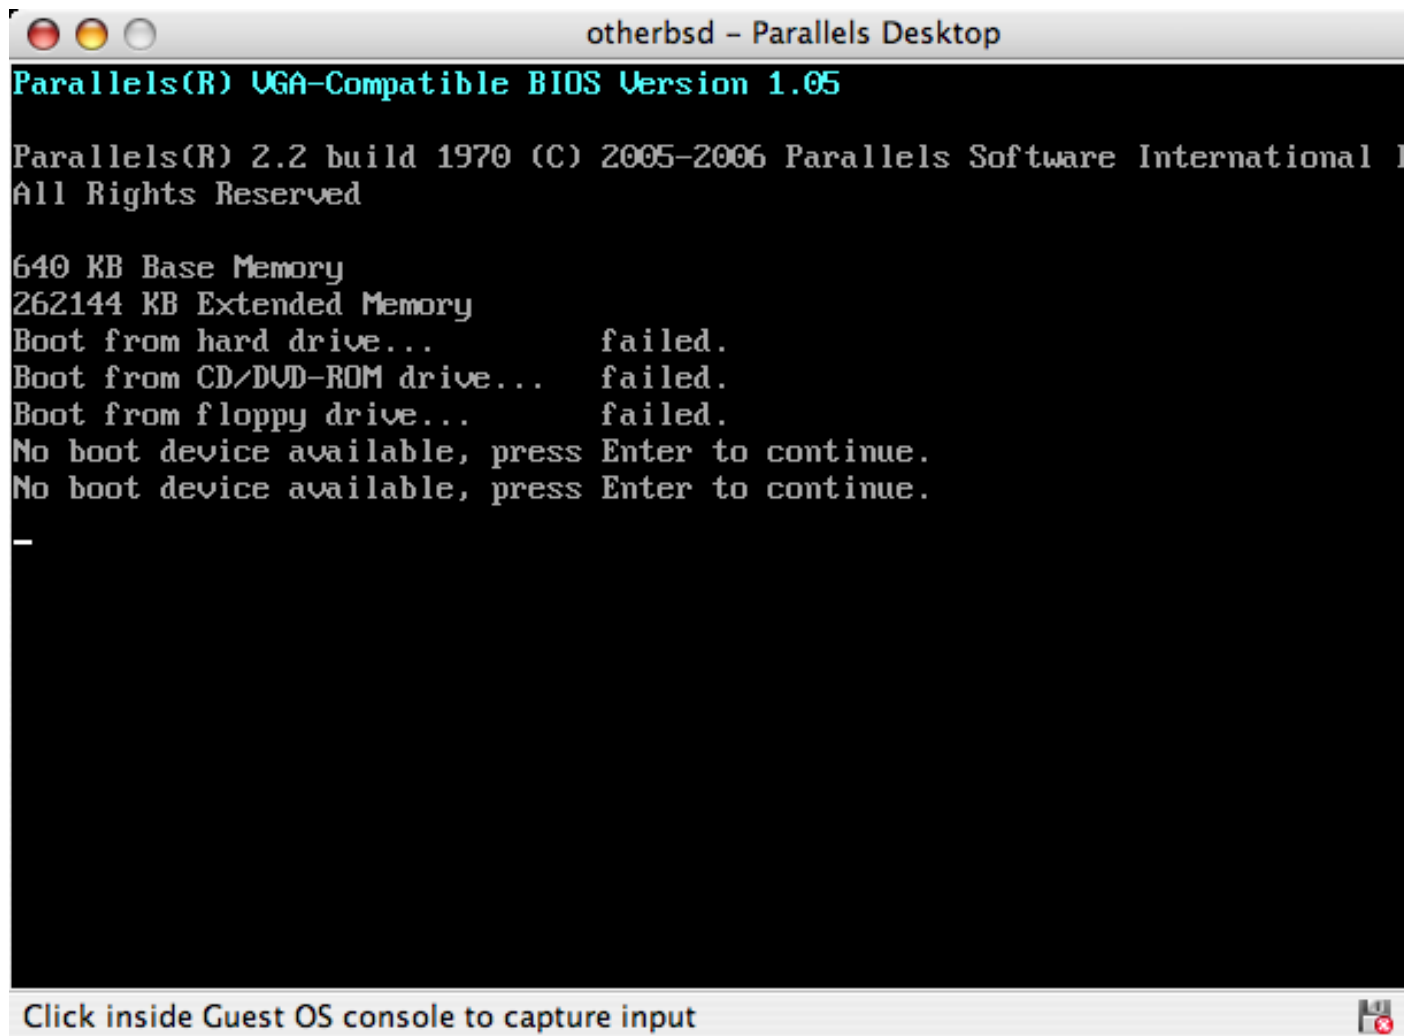 otherbsd – Parallels Desktop
Parallels(R) VGA-Compatible BIOS Version 1.05
Parallels(R) 2.2 build 1970 (C) 2005-2006 Parallels Software International
All Rights Reserved
640 KB Base Memory
262144 KB Extended Memory
Boot from hard drive... failed.
Boot from CD/DVD-ROM drive... failed.
Boot from floppy drive... failed.
No boot device available, press Enter to continue.
No boot device available, press Enter to continue.
Click inside Guest OS console to capture input